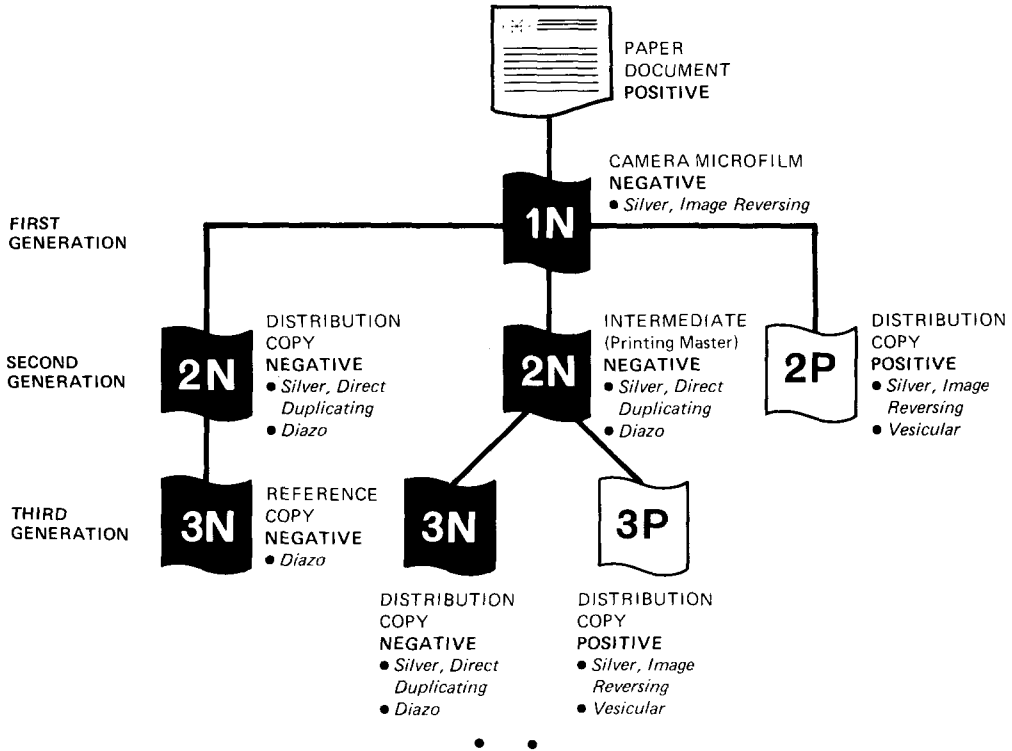 PAPER
DOCUMENT
POSITIVE
CAMERA MICROFILM
NEGATIVE
• Silver, Image Reversing
1N
FIRST
GENERATION
SECOND
GENERATION
2N
DISTRIBUTION
COPY
NEGATIVE
• Silver, Direct
Duplicating
• Diazo
2N
INTERMEDIATE
(Printing Master)
NEGATIVE
• Silver, Direct
Duplicating
• Diazo
2P
DISTRIBUTION
COPY
POSITIVE
• Silver, Image
Reversing
• Vesicular
THIRD
GENERATION
3N
REFERENCE
COPY
NEGATIVE
• Diazo
3N
DISTRIBUTION
COPY
NEGATIVE
• Silver, Direct
Duplicating
• Diazo
3P
DISTRIBUTION
COPY
POSITIVE
• Silver, Image
Reversing
• Vesicular